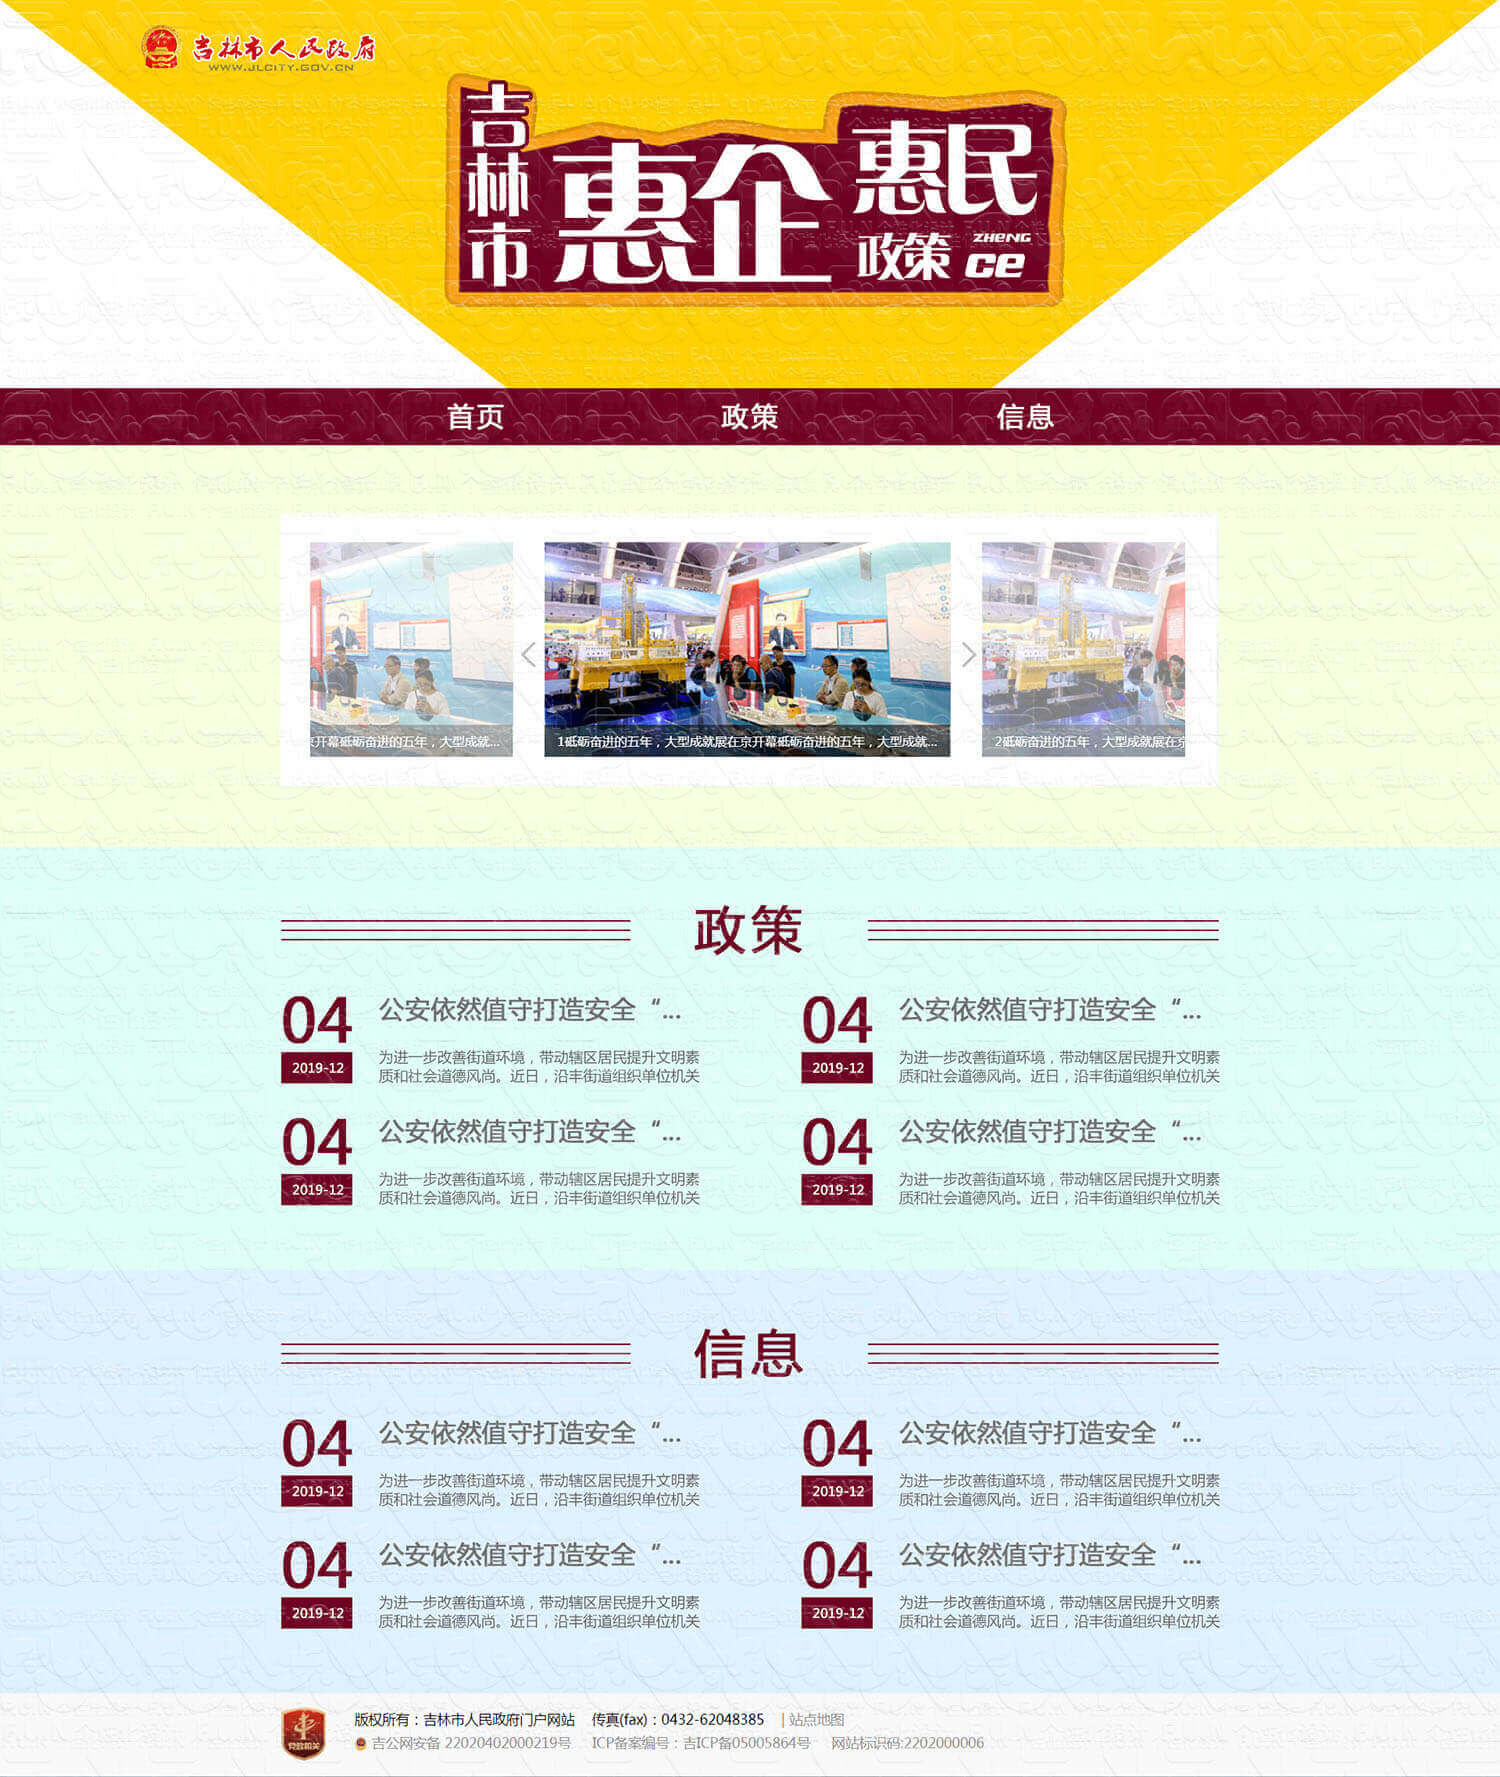 吉林市人民政府
WWW.JLCITY.GOV.CN
吉林市
惠企
惠民
政策
ZHENG
ce
首页
政策
信息
京开幕砥砺奋进的五年，大型成就...
1砥砺奋进的五年，大型成就展在京开幕砥砺奋进的五年，大型成就...
2砥砺奋进的五年，大型成就展在京
政策
04
2019-12
公安依然值守打造安全“...
为进一步改善街道环境，带动辖区居民提升文明素
质和社会道德风尚。近日，沿丰街道组织单位机关
04
2019-12
公安依然值守打造安全“...
为进一步改善街道环境，带动辖区居民提升文明素
质和社会道德风尚。近日，沿丰街道组织单位机关
04
2019-12
公安依然值守打造安全“...
为进一步改善街道环境，带动辖区居民提升文明素
质和社会道德风尚。近日，沿丰街道组织单位机关
04
2019-12
公安依然值守打造安全“...
为进一步改善街道环境，带动辖区居民提升文明素
质和社会道德风尚。近日，沿丰街道组织单位机关
信息
04
2019-12
公安依然值守打造安全“...
为进一步改善街道环境，带动辖区居民提升文明素
质和社会道德风尚。近日，沿丰街道组织单位机关
04
2019-12
公安依然值守打造安全“...
为进一步改善街道环境，带动辖区居民提升文明素
质和社会道德风尚。近日，沿丰街道组织单位机关
04
2019-12
公安依然值守打造安全“...
为进一步改善街道环境，带动辖区居民提升文明素
质和社会道德风尚。近日，沿丰街道组织单位机关
04
2019-12
公安依然值守打造安全“...
为进一步改善街道环境，带动辖区居民提升文明素
质和社会道德风尚。近日，沿丰街道组织单位机关
党政机关
版权所有：吉林市人民政府门户网站 传真(fax)：0432-62048385 | 站点地图
吉公网安备 22020402000219号 ICP备案编号：吉ICP备05005864号 网站标识码:2202000006